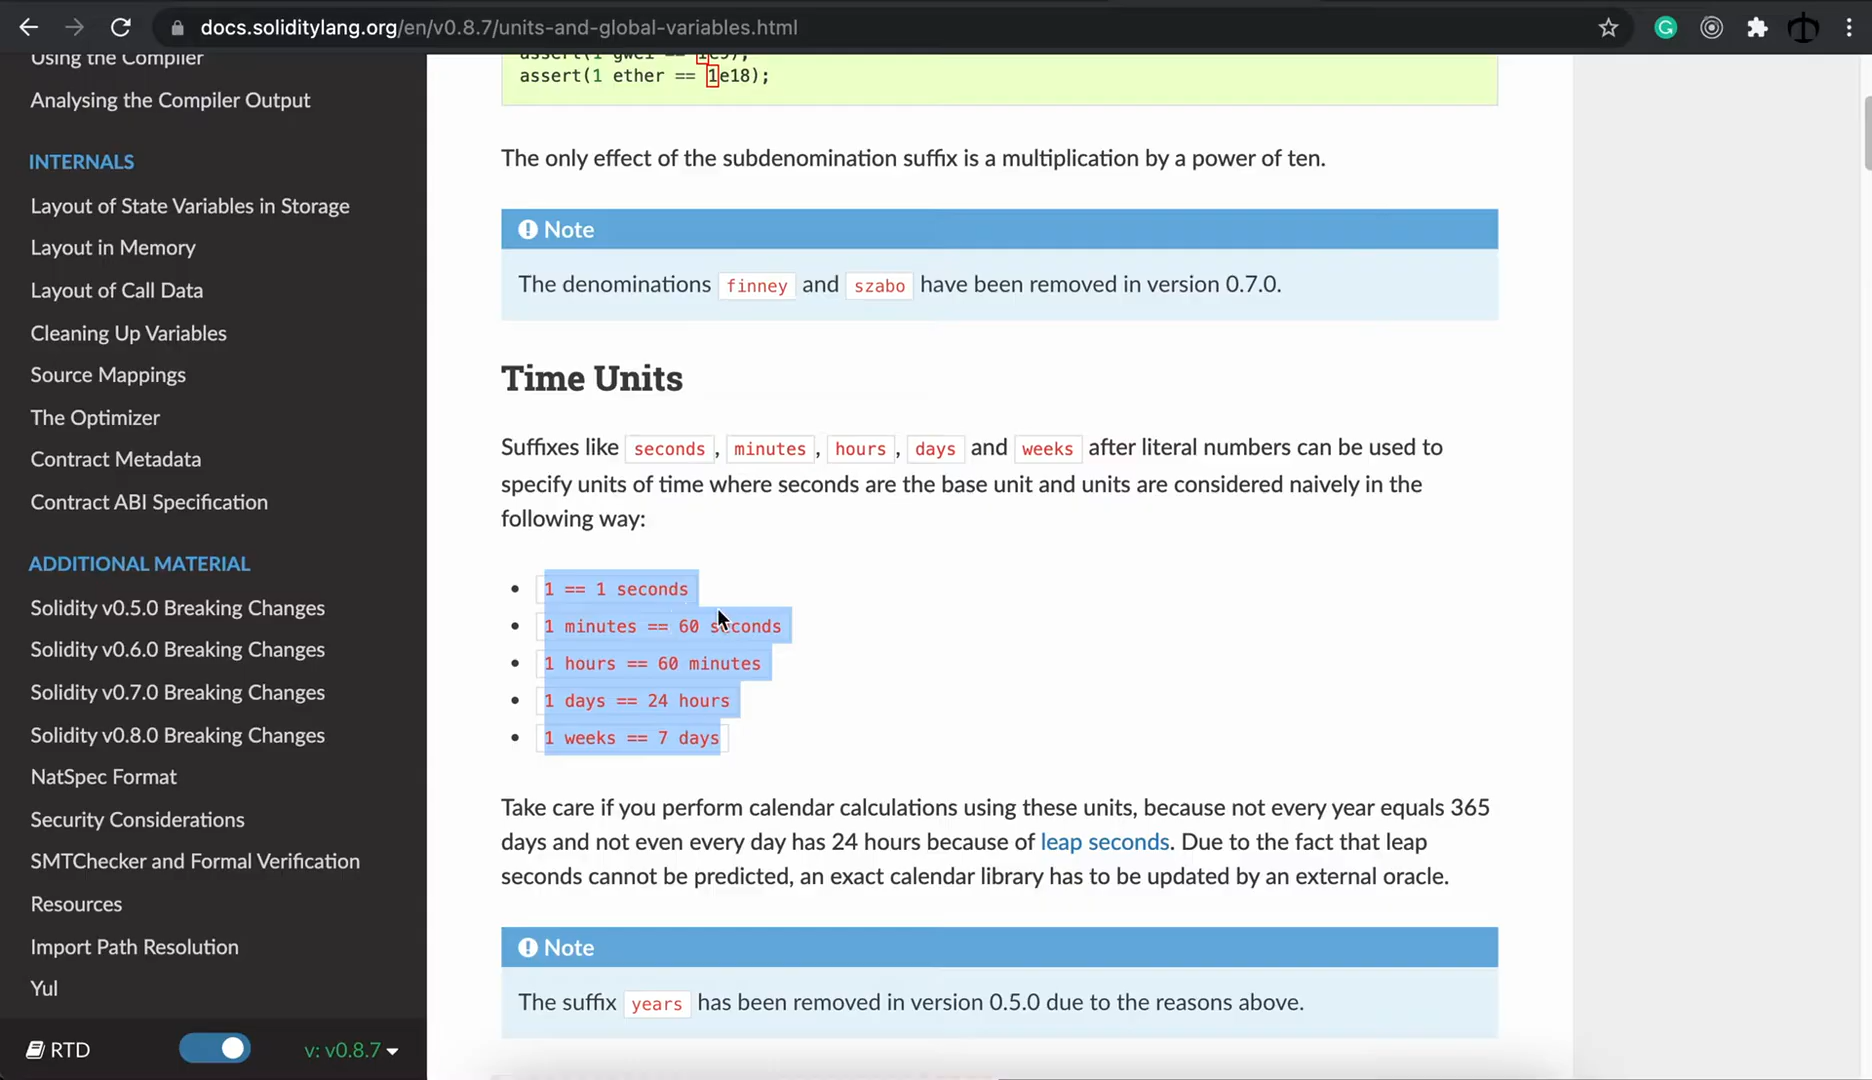 docs.soliditylang.org/en/v0.8.7/units-and-global-variables.html
Using the Compiler
Analysing the Compiler Output
INTERNALS
Layout of State Variables in Storage
Layout in Memory
Layout of Call Data
Cleaning Up Variables
Source Mappings
The Optimizer
Contract Metadata
Contract ABI Specification
ADDITIONAL MATERIAL
Solidity v0.5.0 Breaking Changes
Solidity v0.6.0 Breaking Changes
Solidity v0.7.0 Breaking Changes
Solidity v0.8.0 Breaking Changes
NatSpec Format
Security Considerations
SMTChecker and Formal Verification
Resources
Import Path Resolution
Yul
RTD
v: v0.8.7
assert(1 gwei == 1e9);
assert(1 ether == 1e18);
The only effect of the subdenomination suffix is a multiplication by a power of ten.
Note
The denominations finney and szabo have been removed in version 0.7.0.
Time Units
Suffixes like seconds, minutes, hours, days and weeks after literal numbers can be used to
specify units of time where seconds are the base unit and units are considered naively in the
following way:
• 1 == 1 seconds
• 1 minutes == 60 seconds
• 1 hours == 60 minutes
• 1 days == 24 hours
• 1 weeks == 7 days
Take care if you perform calendar calculations using these units, because not every year equals 365
days and not even every day has 24 hours because of leap seconds. Due to the fact that leap
seconds cannot be predicted, an exact calendar library has to be updated by an external oracle.
Note
The suffix years has been removed in version 0.5.0 due to the reasons above.